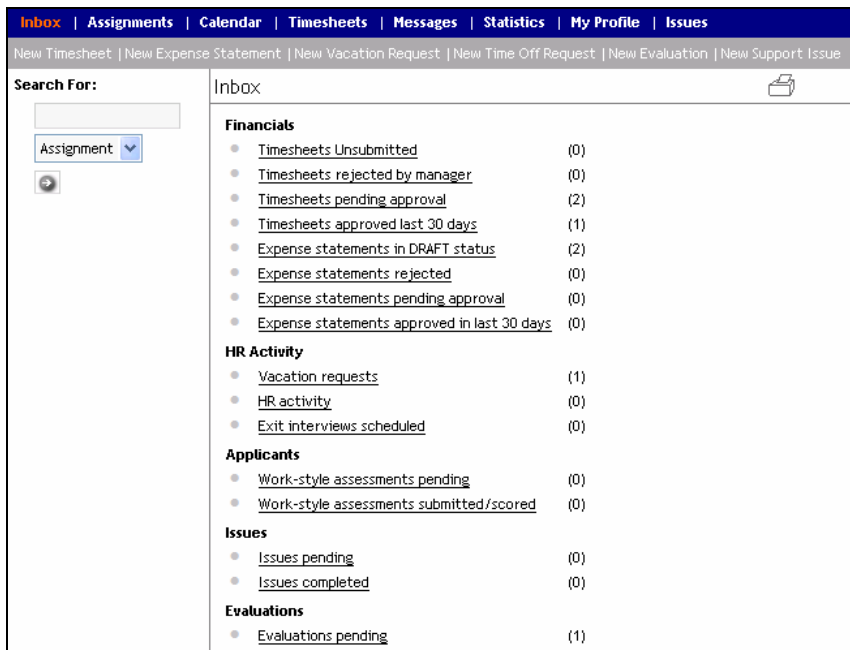 Inbox | Assignments | Calendar | Timesheets | Messages | Statistics | My Profile | Issues
New Timesheet | New Expense Statement | New Vacation Request | New Time Off Request | New Evaluation | New Support Issue
Search For:
Assignment
Inbox
Financials
Timesheets Unsubmitted (0)
Timesheets rejected by manager (0)
Timesheets pending approval (2)
Timesheets approved last 30 days (1)
Expense statements in DRAFT status (2)
Expense statements rejected (0)
Expense statements pending approval (0)
Expense statements approved in last 30 days (0)
HR Activity
Vacation requests (1)
HR activity (0)
Exit interviews scheduled (0)
Applicants
Work-style assessments pending (0)
Work-style assessments submitted/scored (0)
Issues
Issues pending (0)
Issues completed (0)
Evaluations
Evaluations pending (1)